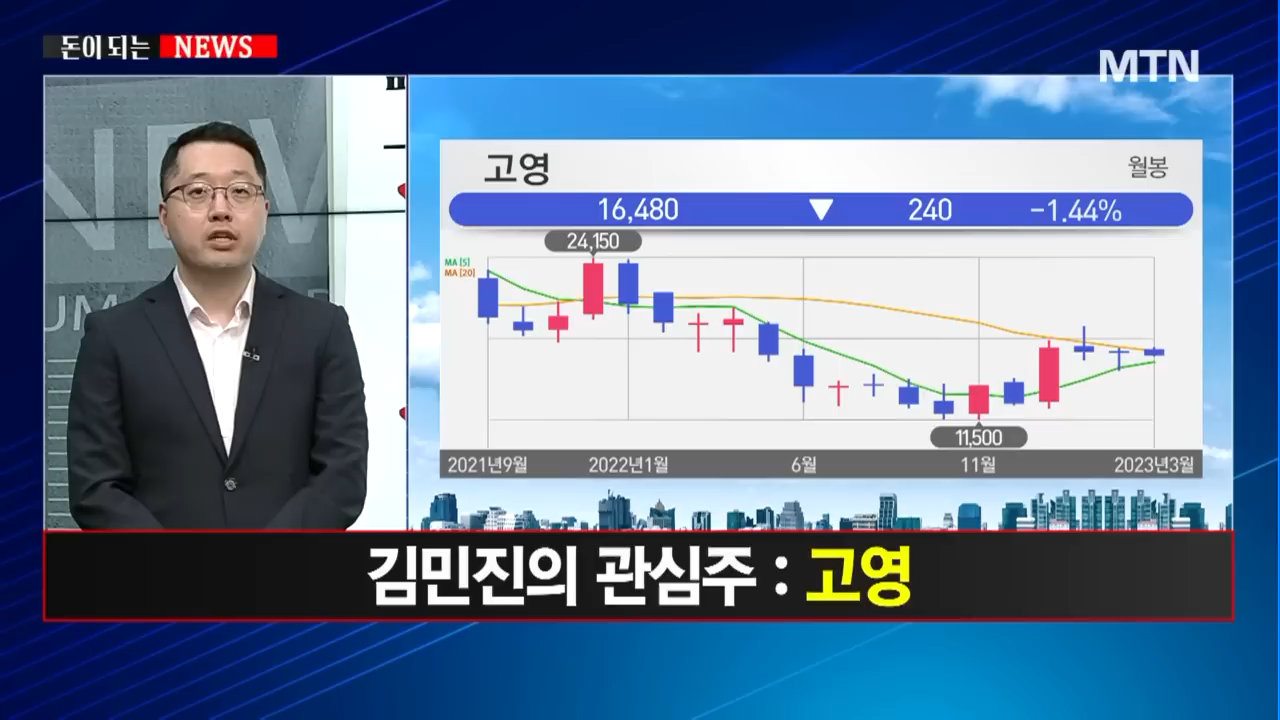 돈이 되는 NEWS
MTN
NEW
UM
고영
월봉
16,480 ▼ 240 -1.44%
24,150
MA [5]
MA [20]
11,500
2021년9월 2022년1월 6월 11월 2023년3월
김민진의 관심주 : 고영